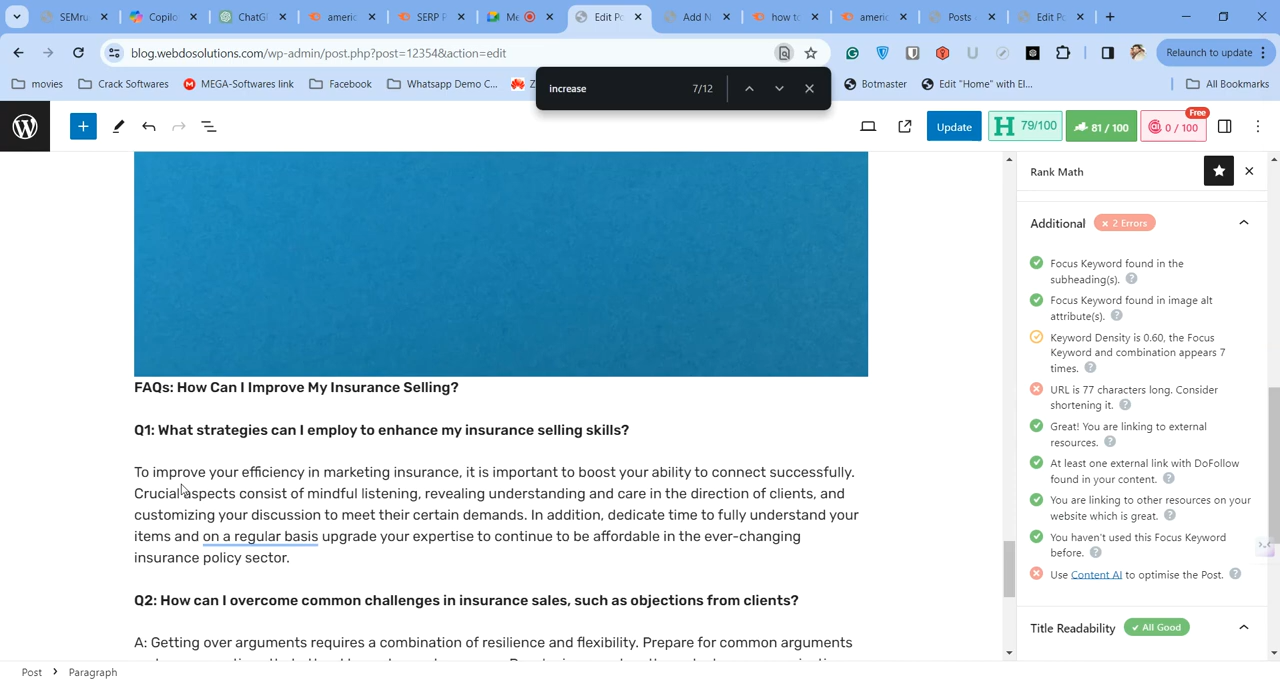 SEMru
Copilo
ChatG
americ
SERP P
Me
Edit Po
Add N
how to
americ
Posts
Edit Po
blog.webdosolutions.com/wp-admin/post.php?post=12354&action=edit
Relaunch to update
movies
Crack Softwares
MEGA-Softwares link
Facebook
Whatsapp Demo C...
Z
Botmaster
Edit "Home" with El...
All Bookmarks
increase
7/12
Update
H 79/100
81 / 100
0 / 100
Free
Rank Math
Additional
× 2 Errors
Focus Keyword found in the
subheading(s).
Focus Keyword found in image alt
attribute(s).
Keyword Density is 0.60, the Focus
Keyword and combination appears 7
times.
URL is 77 characters long. Consider
shortening it.
Great! You are linking to external
resources.
At least one external link with DoFollow
found in your content.
You are linking to other resources on your
website which is great.
You haven't used this Focus Keyword
before.
Use Content AI to optimise the Post.
Title Readability
All Good
FAQs: How Can I Improve My Insurance Selling?
Q1: What strategies can I employ to enhance my insurance selling skills?
To improve your efficiency in mrketing insurance, it is important to boost your ability to connect successfully.
Crucial aspects consist of mindful listening, revealing understanding and care in the direction of clients, and
customizing your discussion to meet their certain demands. In addition, dedicate time to fully understand your
items and on a regular basis upgrade your expertise to continue to be affordable in the ever-changing
insurance policy sector.
Q2: How can I overcome common challenges in insurance sales, such as objections from clients?
A: Getting over arguments requires a combination of resilience and flexibility. Prepare for common arguments
Post
Paragraph